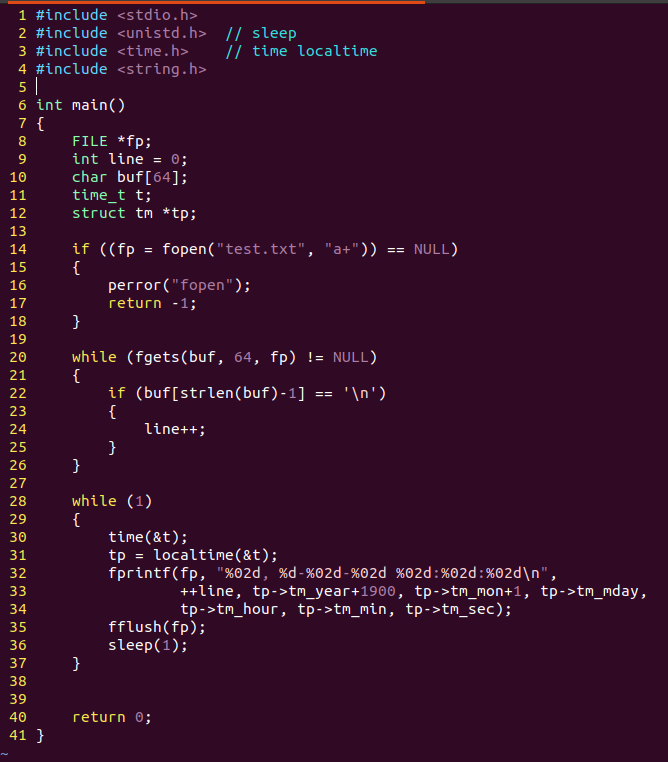 1 #include <stdio.h>
2 #include <unistd.h>  // sleep
3 #include <time.h>    // time localtime
4 #include <string.h>
5
6 int main()
7 {
8     FILE *fp;
9     int line = 0;
10     char buf[64];
11     time_t t;
12     struct tm *tp;
13
14     if ((fp = fopen("test.txt", "a+")) == NULL)
15     {
16         perror("fopen");
17         return -1;
18     }
19
20     while (fgets(buf, 64, fp) != NULL)
21     {
22         if (buf[strlen(buf)-1] == '\n')
23         {
24             line++;
25         }
26     }
27
28     while (1)
29     {
30         time(&t);
31         tp = localtime(&t);
32         fprintf(fp, "%02d, %d-%02d-%02d %02d:%02d:%02d\n",
33                 ++line, tp->tm_year+1900, tp->tm_mon+1, tp->tm_mday,
34                 tp->tm_hour, tp->tm_min, tp->tm_sec);
35         fflush(fp);
36         sleep(1);
37     }
38
39
40     return 0;
41 }
~